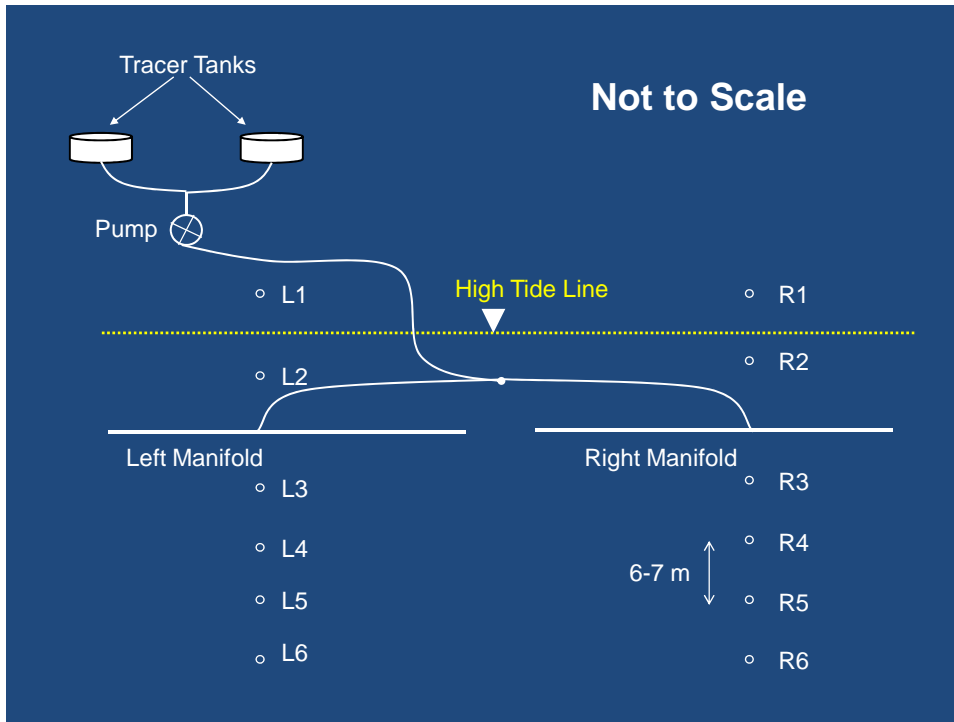 Tracer Tanks
Not to Scale
Pump
L1
High Tide Line
R1
L2
R2
Left Manifold
Right Manifold
L3
R3
L4
R4
6-7 m
L5
R5
L6
R6